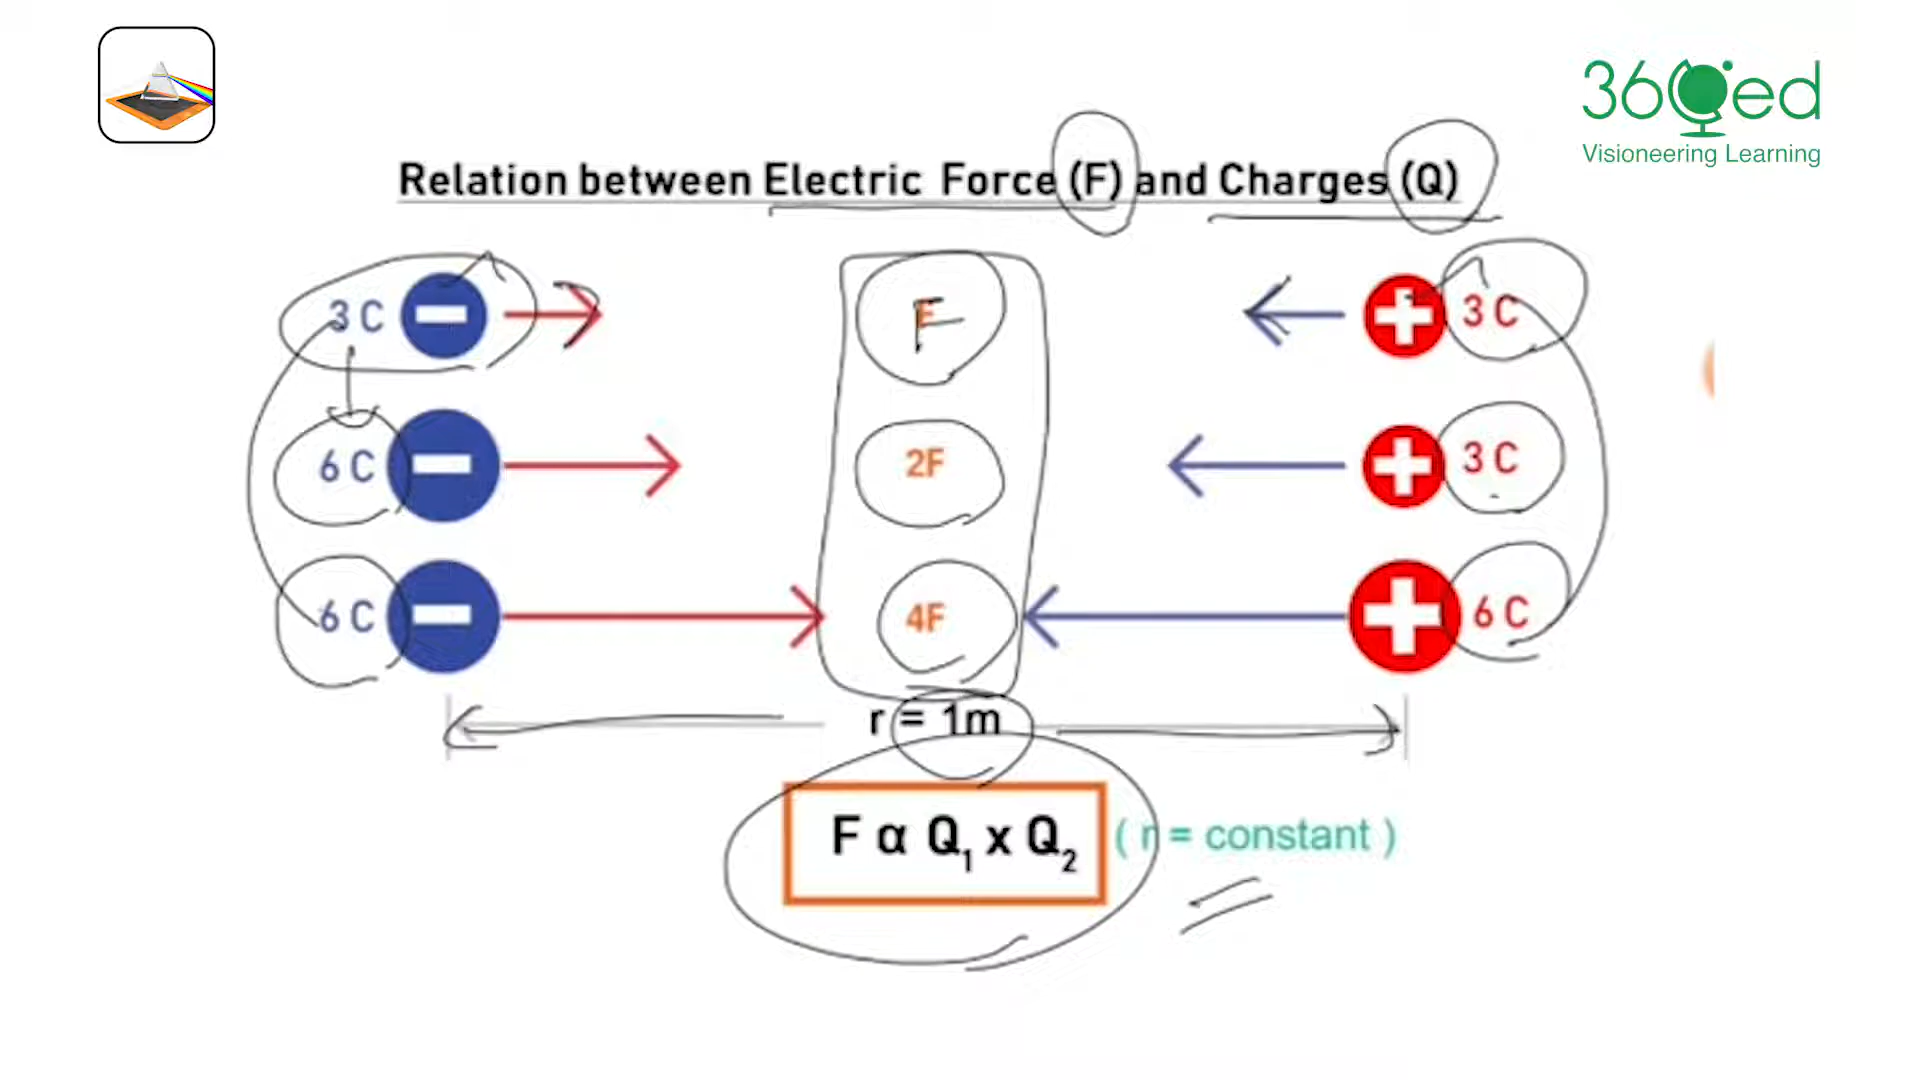 360ed
Visioneering Learning
Relation between Electric Force (F) and Charges (Q)
3 C F 3 C
6 C 2F 3 C
6 C 4F 6 C
r = 1m
F α Q₁ x Q₂ ( r = constant )